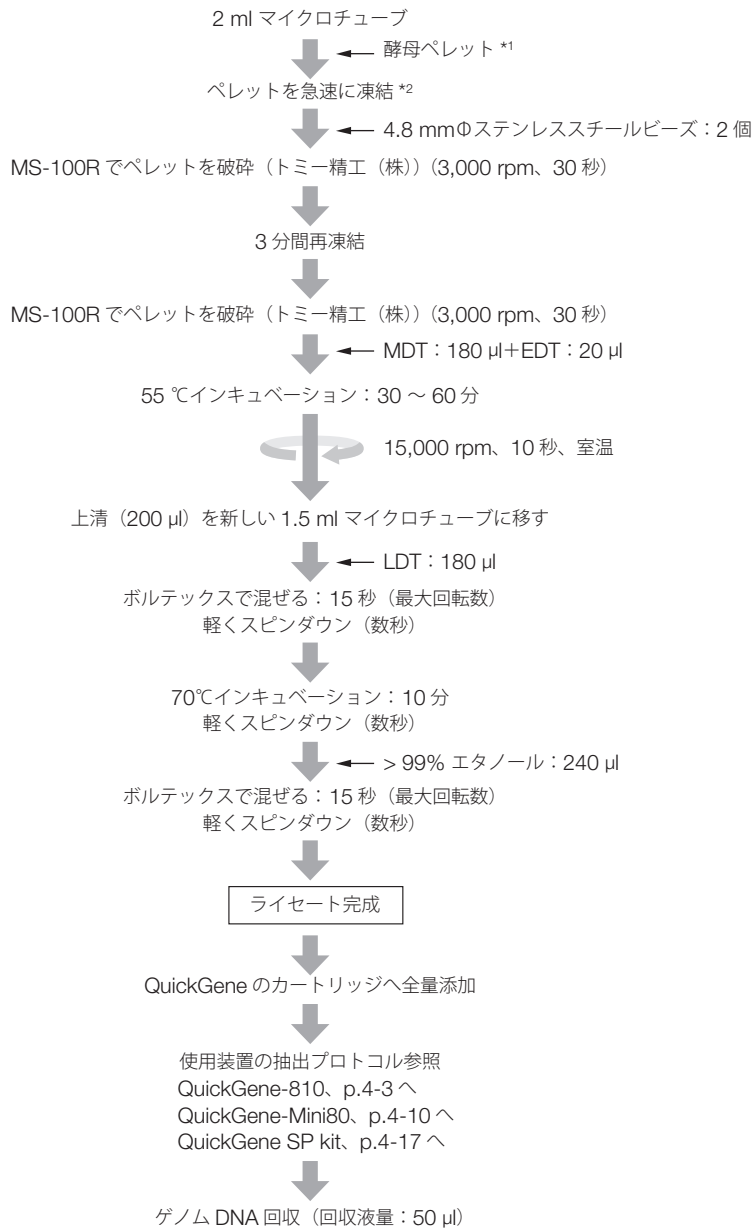 2 ml マイクロチューブ
酵母ペレット *1
ペレットを急速に凍結 *2
4.8 mmΦステンレススチールビーズ：2 個
MS-100R でペレットを破砕（トミー精工（株））（3,000 rpm、30 秒）
3 分間再凍結
MS-100R でペレットを破砕（トミー精工（株））（3,000 rpm、30 秒）
MDT：180 µl＋EDT：20 µl
55 ℃インキュベーション：30 〜 60 分
15,000 rpm、10 秒、室温
上清（200 µl）を新しい 1.5 ml マイクロチューブに移す
LDT：180 µl
ボルテックスで混ぜる：15 秒（最大回転数）
軽くスピンダウン（数秒）
70℃インキュベーション：10 分
軽くスピンダウン（数秒）
> 99% エタノール：240 µl
ボルテックスで混ぜる：15 秒（最大回転数）
軽くスピンダウン（数秒）
ライセート完成
QuickGene のカートリッジへ全量添加
使用装置の抽出プロトコル参照
QuickGene-810、p.4-3 へ
QuickGene-Mini80、p.4-10 へ
QuickGene SP kit、p.4-17 へ
ゲノム DNA 回収（回収液量：50 µl）